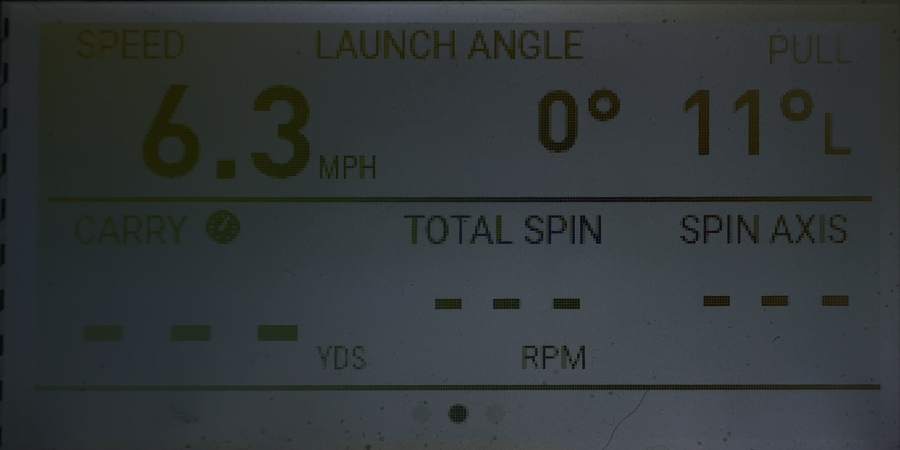 SPEED LAUNCH ANGLE PULL
6.3 MPH 0° 11° L
CARRY TOTAL SPIN SPIN AXIS
--- --- ---
YDS RPM